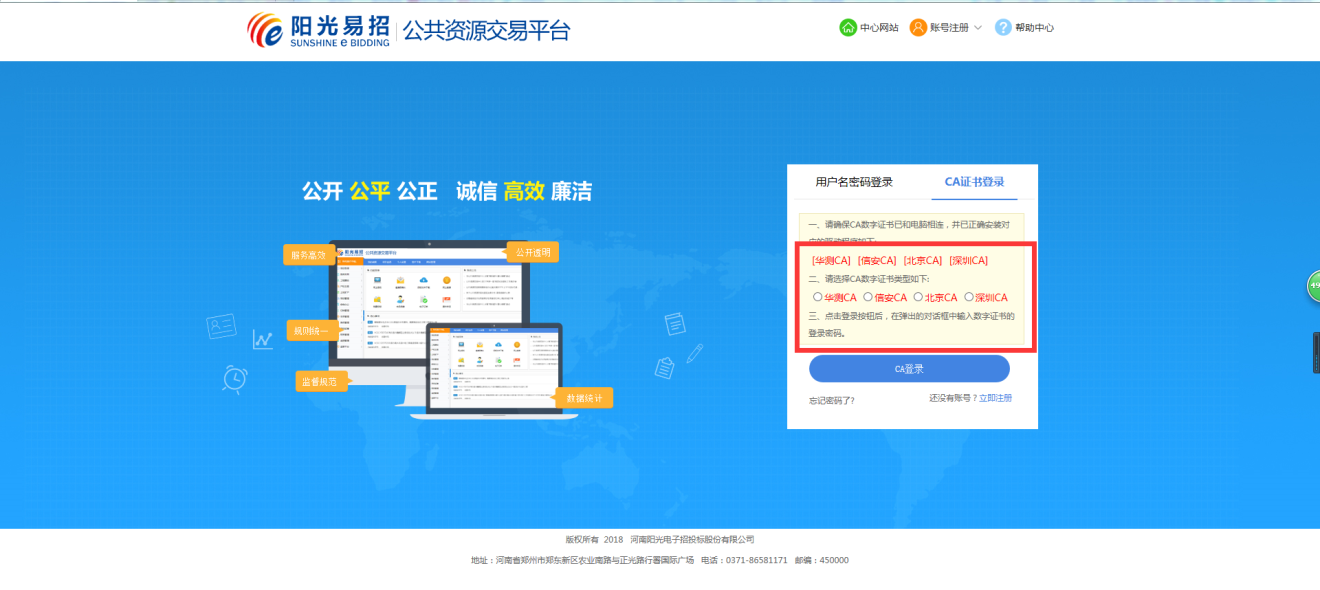 阳光易招
SUNSHINE e BIDDING
公共资源交易平台
中心网站
账号注册
帮助中心
公开 公平 公正 诚信 高效 廉洁
服务高效
公开透明
规则统一
监督规范
数据统计
用户名密码登录
CA证书登录
一、请确保CA数字证书已和电脑相连，并已正确安装对
应的驱动程序如下:
[华测CA] [信安CA] [北京CA] [深圳CA]
二、请选择CA数字证书类型如下:
华测CA 信安CA 北京CA 深圳CA
三、点击登录按钮后，在弹出的对话框中输入数字证书的
登录密码。
CA登录
忘记密码了?
还没有账号？立即注册
版权所有 2018 河南阳光电子招投标股份有限公司
地址：河南省郑州市郑东新区农业南路与正光路行署国际广场 电话：0371-86581171 邮编：450000